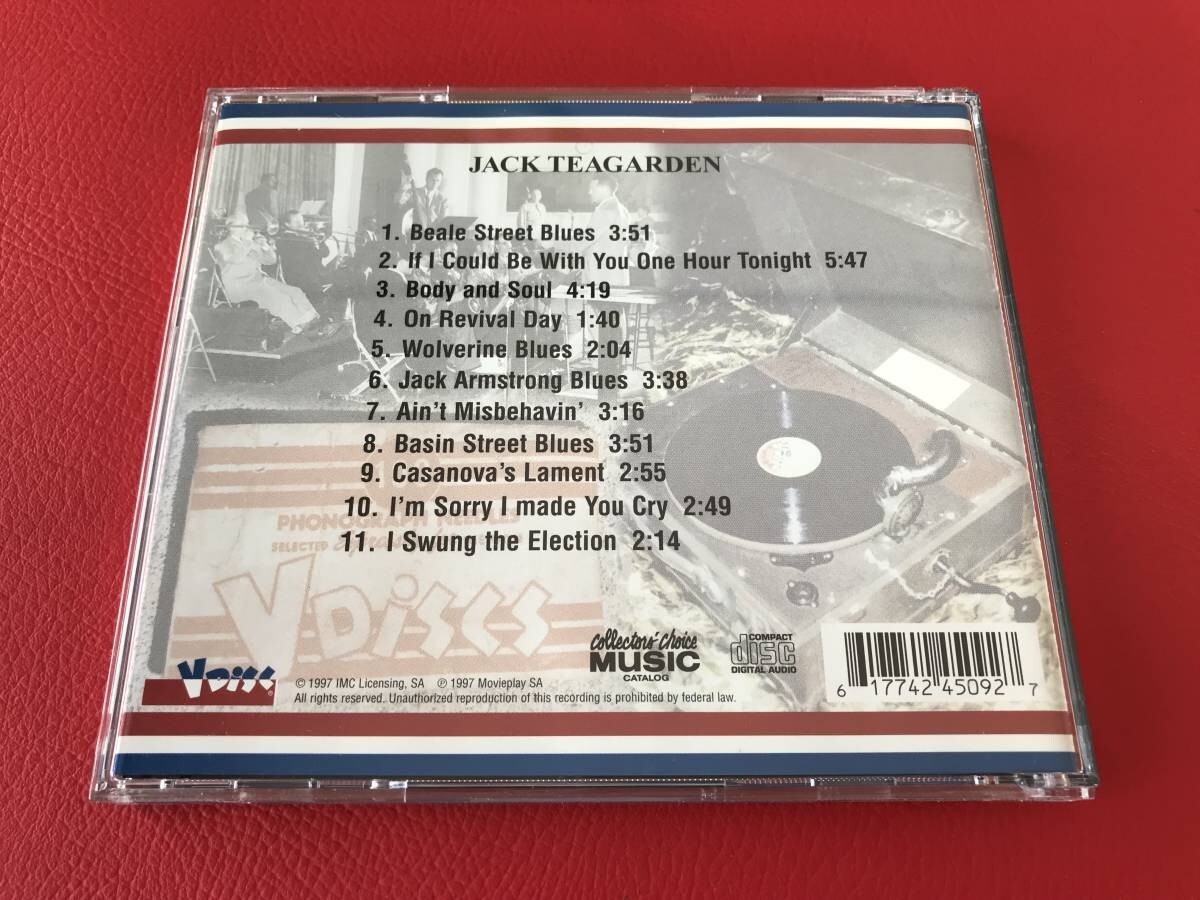 JACK TEAGARDEN
1. Beale Street Blues 3:51
2. If I Could Be With You One Hour Tonight 5:47
3. Body and Soul 4:19
4. On Revival Day 1:40
5. Wolverine Blues 2:04
6. Jack Armstrong Blues 3:38
7. Ain't Misbehavin' 3:16
8. Basin Street Blues 3:51
9. Casanova's Lament 2:55
10. I'm Sorry I made You Cry 2:49
11. I Swung the Election 2:14
PHONOGRAPH NEEDLES
SELECTED
V DiSCS
V DISC
®
© 1997 IMC Licensing, SA ℗ 1997 Movieplay SA
All rights reserved. Unauthorized reproduction of this recording is prohibited by federal law.
Collectors' Choice
MUSIC
CATALOG
COMPACT
disc
DIGITAL AUDIO
6 17742 45092 7